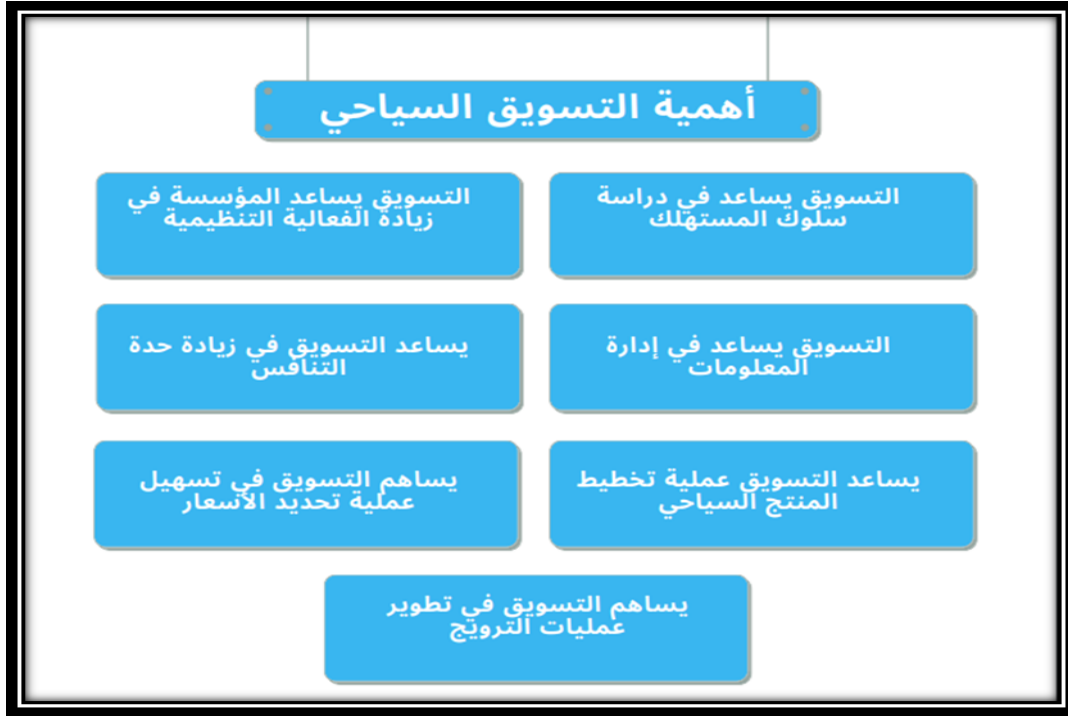 أهمية التسويق السياحي
التسويق يساعد في دراسة
سلوك المستهلك
التسويق يساعد المؤسسة في
زيادة الفعالية التنظيمية
التسويق يساعد في إدارة
المعلومات
يساعد التسويق في زيادة حدة
التنافس
يساعد التسويق عملية تخطيط
المنتج السياحي
يساهم التسويق في تسهيل
عملية تحديد الأسعار
يساهم التسويق في تطوير
عمليات الترويج